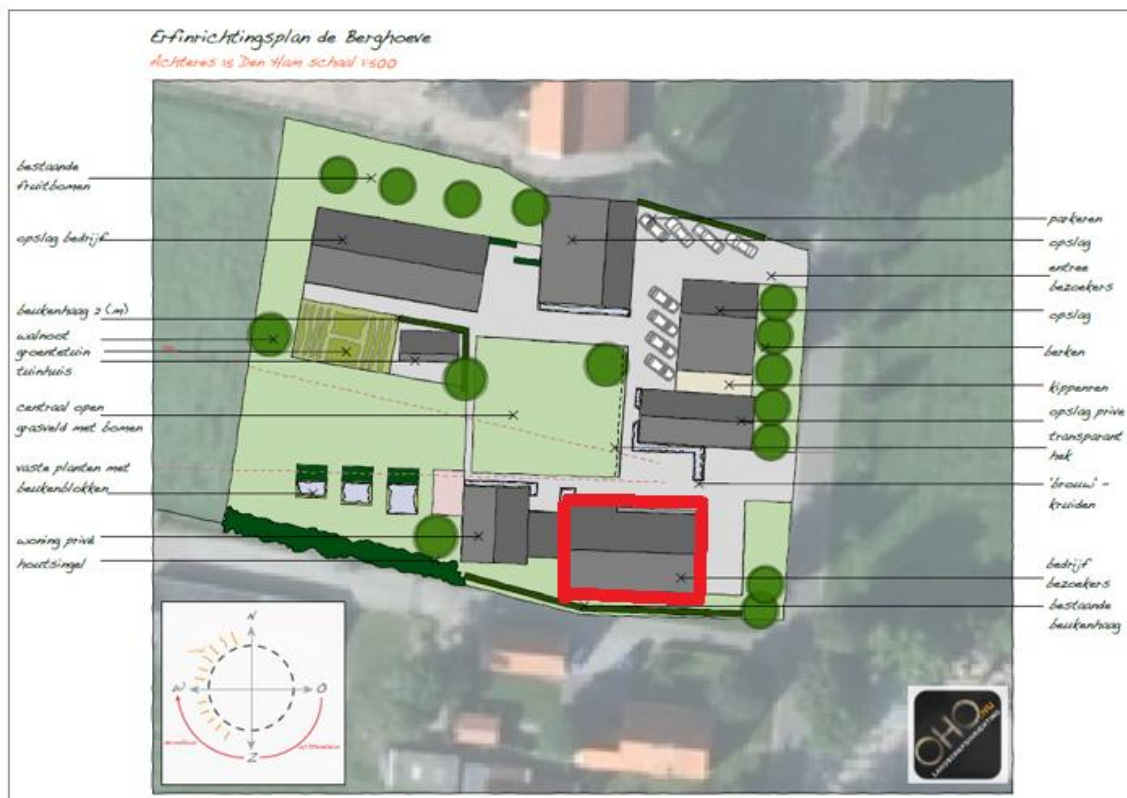 Erfinrichtingsplan de Berghoeve
Achteres 15 Den Ham schaal 1:500
bestaande
fruitbomen
opslag bedrijf
beukenhaag 2 (m)
walnoot
groentetuin
tuinhuis
centraal open
grasveld met bomen
vaste planten met
beukenblokken
woning privé
houtsingel
parkeren
opslag
entree
bezoekers
opslag
berken
kippenren
opslag prive
transparant
hek
'brouw' -
kruiden
bedrijf
bezoekers
bestaande
beukenhaag
N
W
O
Z
OHO
LANDSCHAPSINRICHTING